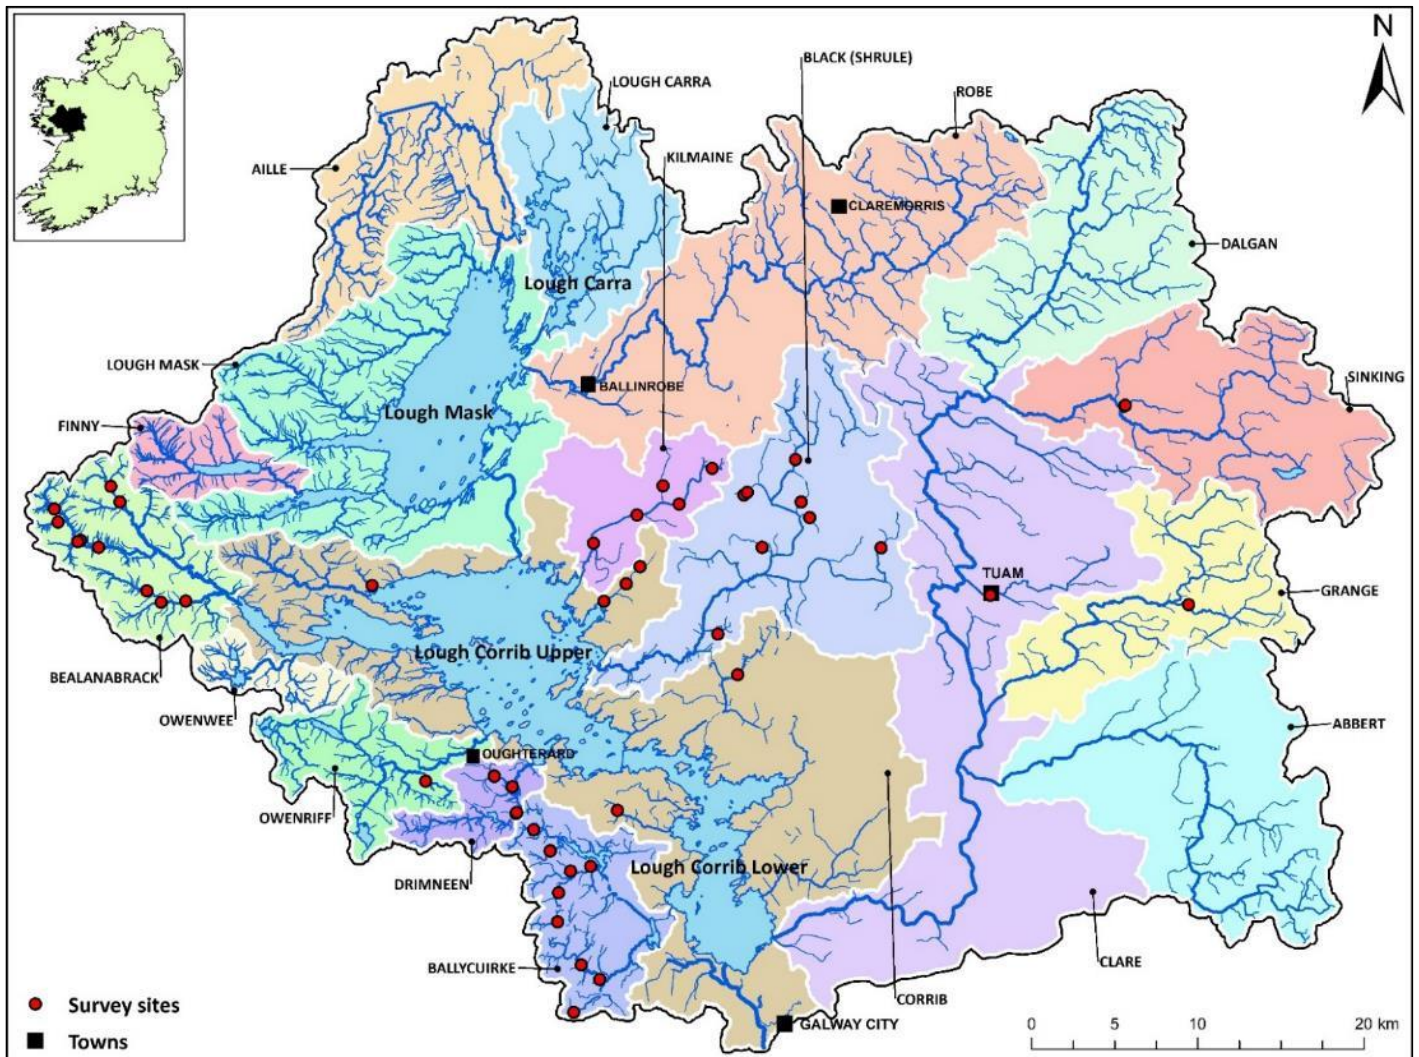 BLACK (SHRULE)
N
LOUGH CARRA
ROBE
KILMAINE
AILLE
CLAREMORRIS
DALGAN
Lough Carra
LOUGH MASK
SINKING
BALLINROBE
Lough Mask
FINNY
TUAM
GRANGE
Lough Corrib Upper
BEALANABRACK
OWENWEE
ABBERT
OUGHTERARD
OWENRIFF
Lough Corrib Lower
DRIMNEEN
CLARE
BALLYCUIRKE
CORRIB
Survey sites
GALWAY CITY
0 5 10 20 km
Towns